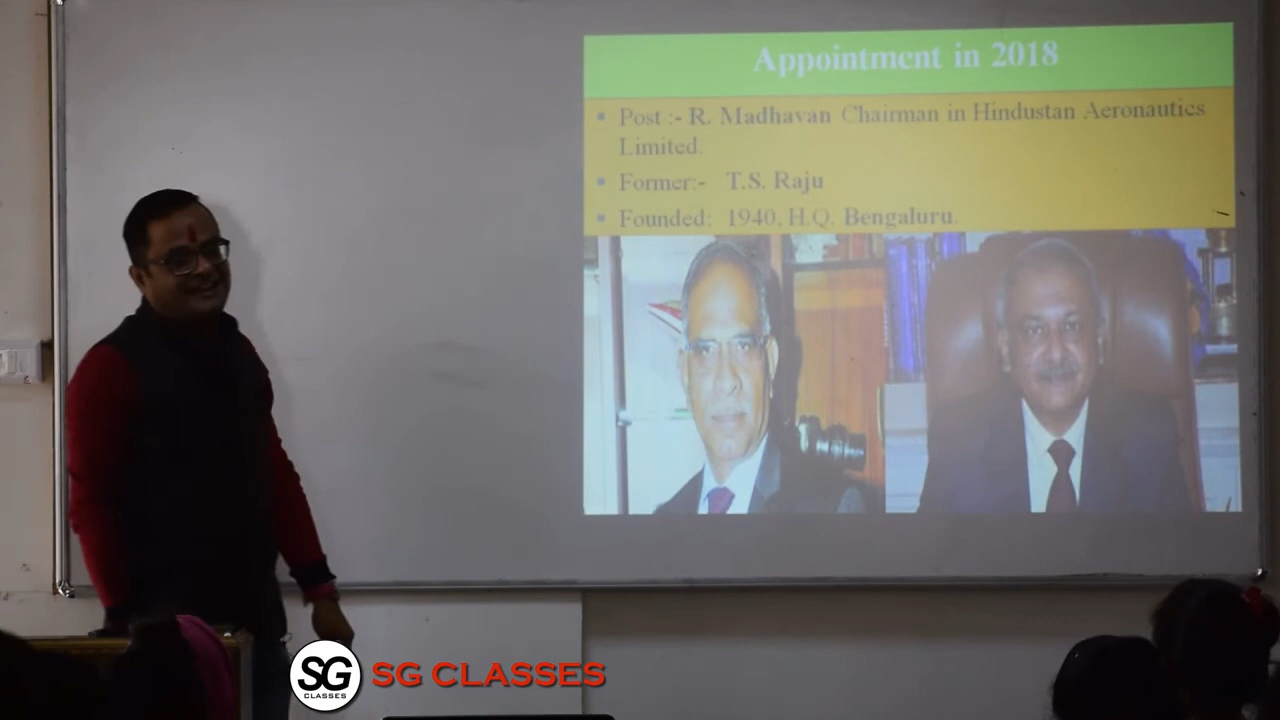 Appointment in 2018
Post :- R. Madhavan Chairman in Hindustan Aeronautics
Limited.
Former:- T.S. Raju
Founded: 1940, H.Q. Bengaluru.
SG
CLASSES
SG CLASSES